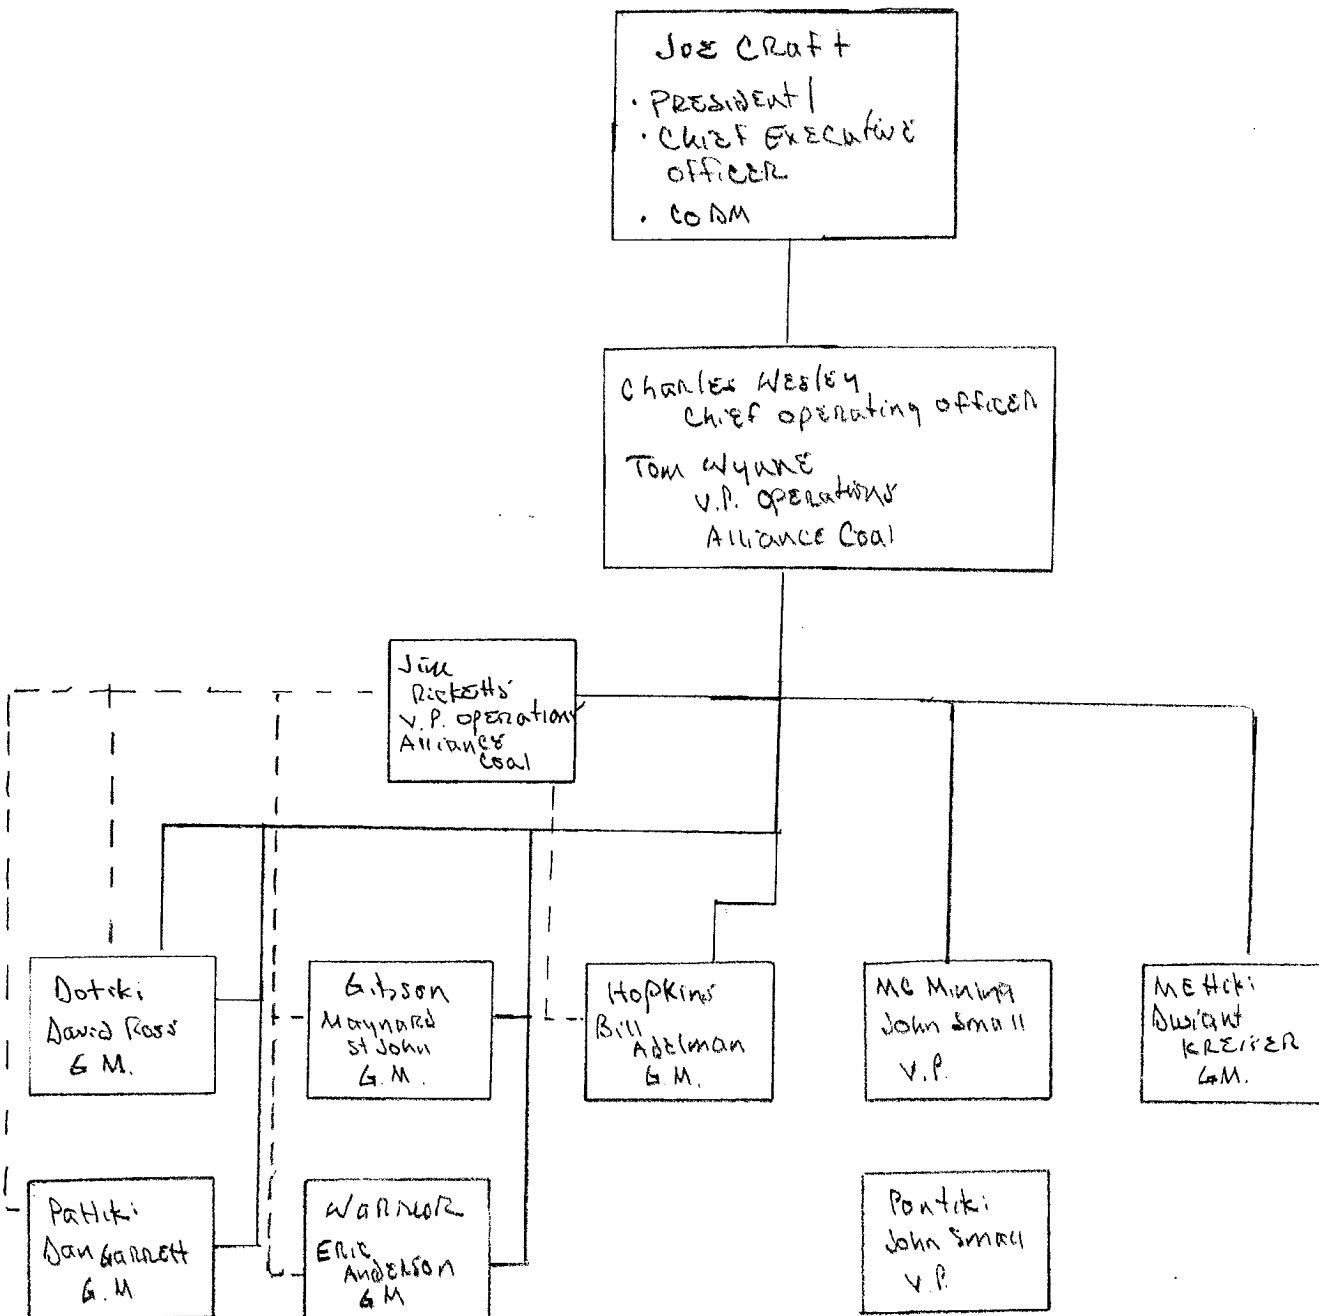 Joe Craft
· President /
· Chief Executive
Officer
· CODM
Charles Wesley
Chief Operating Officer
Tom Wynne
V.P. Operations
Alliance Coal
Jim
Ricketts
V.P. Operations
Alliance
Coal
Dotiki
David Ross
G M.
Gibson
Maynard
St John
G.M.
Hopkins
Bill
Adelman
G.M.
MC Mining
John Small
V.P.
Mettiki
Dwight
Kreiser
GM.
Pattiki
Dan Garrett
G.M
Warrior
Eric
Anderson
GM
Pontiki
John Small
V.P.